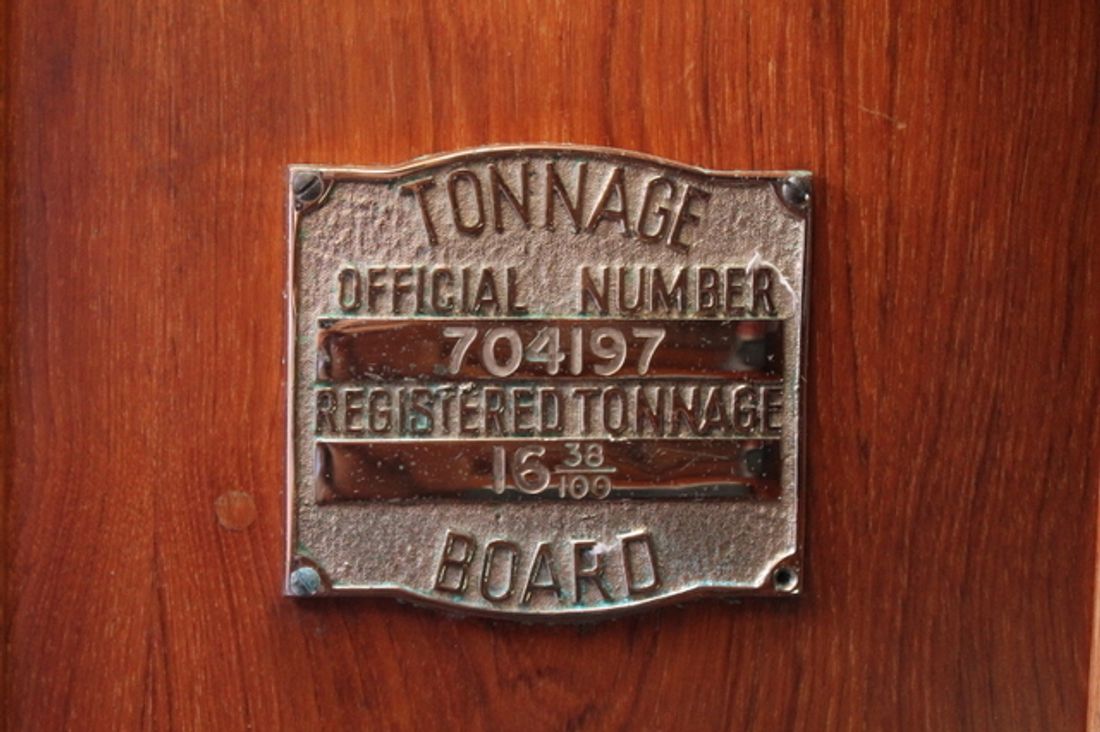 TONNAGE
OFFICIAL NUMBER
704197
REGISTERED TONNAGE
16 38/100
BOARD